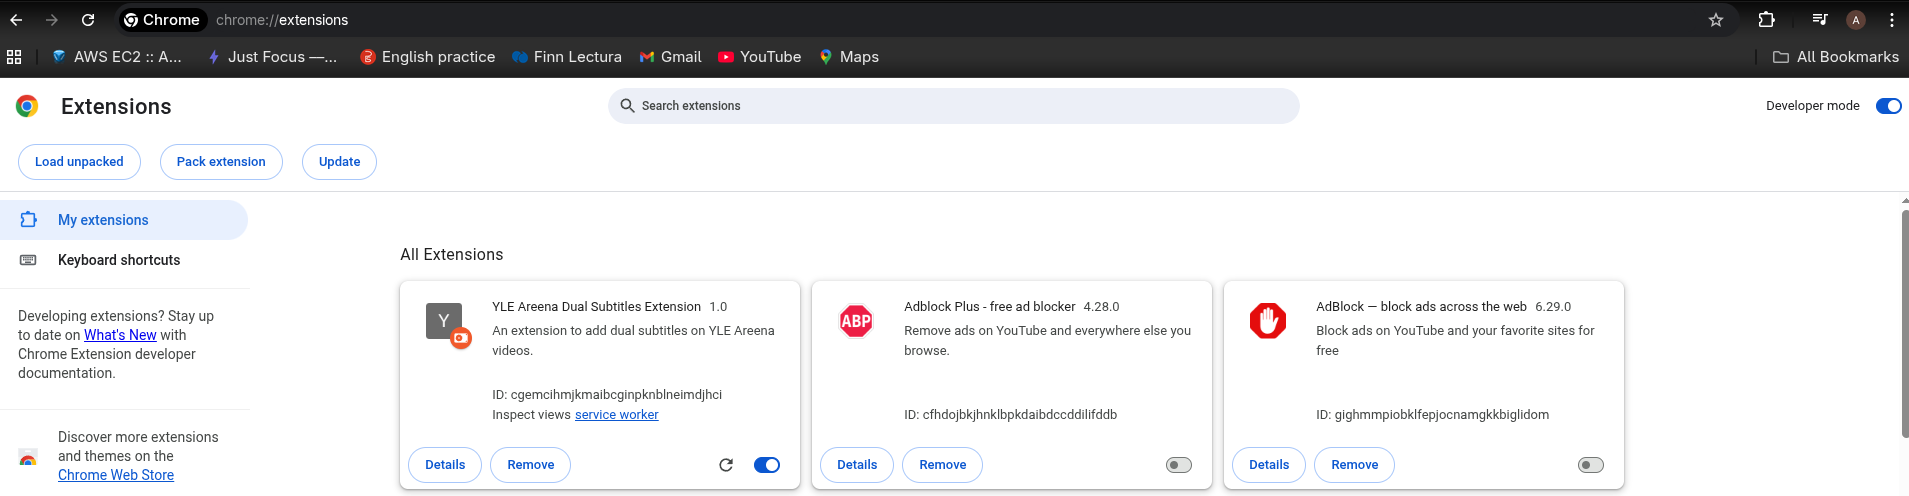 Chrome chrome://extensions A
AWS EC2 :: A... Just Focus —... English practice Finn Lectura Gmail YouTube Maps All Bookmarks
Extensions Search extensions Developer mode
Load unpacked Pack extension Update
My extensions
Keyboard shortcuts
Developing extensions? Stay up
to date on What's New with
Chrome Extension developer
documentation.
Discover more extensions
and themes on the
Chrome Web Store
All Extensions
Y
YLE Areena Dual Subtitles Extension 1.0
An extension to add dual subtitles on YLE Areena
videos.
ID: cgemcihmjkmaibcginpknblneimdjhci
Inspect views service worker
Details Remove
ABP
Adblock Plus - free ad blocker 4.28.0
Remove ads on YouTube and everywhere else you
browse.
ID: cfhdojbkjhnklbpkdaibdccddilifddb
Details Remove
AdBlock — block ads across the web 6.29.0
Block ads on YouTube and your favorite sites for
free
ID: gighmmpiobklfepjocnamgkkbiglidom
Details Remove